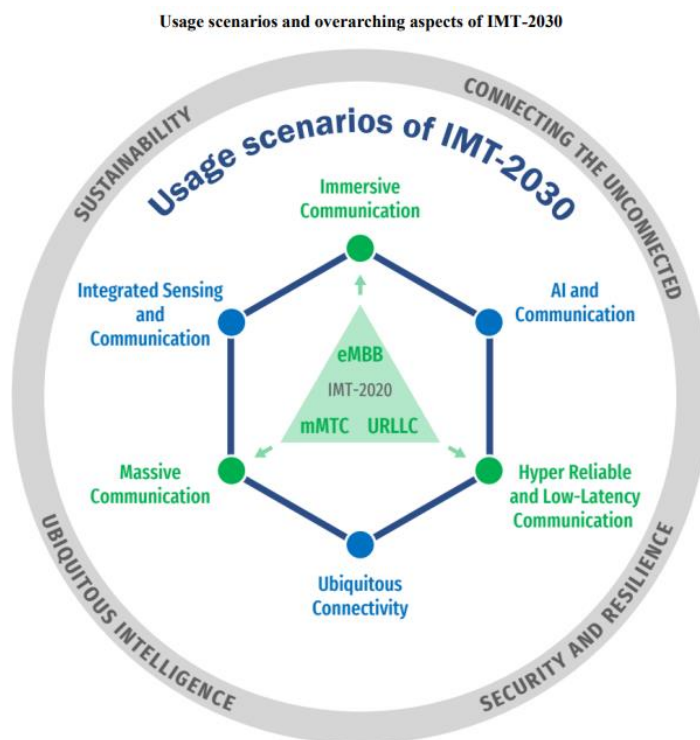 Usage scenarios and overarching aspects of IMT-2030
SUSTAINABILITY
CONNECTING THE UNCONNECTED
Usage scenarios of IMT-2030
Immersive
Communication
Integrated Sensing
and
Communication
AI and
Communication
eMBB
IMT-2020
mMTC URLLC
Massive
Communication
Hyper Reliable
and Low-Latency
Communication
Ubiquitous
Connectivity
UBIQUITOUS INTELLIGENCE
SECURITY AND RESILIENCE